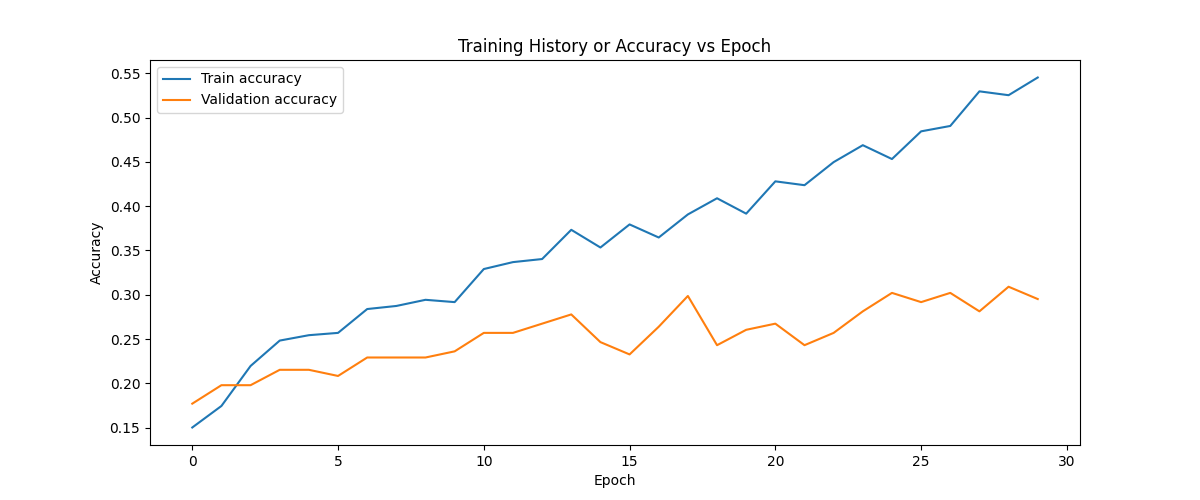 Training History or Accuracy vs Epoch
Train accuracy
Validation accuracy
Accuracy
0.55
0.50
0.45
0.40
0.35
0.30
0.25
0.20
0.15
0 5 10 15 20 25 30
Epoch